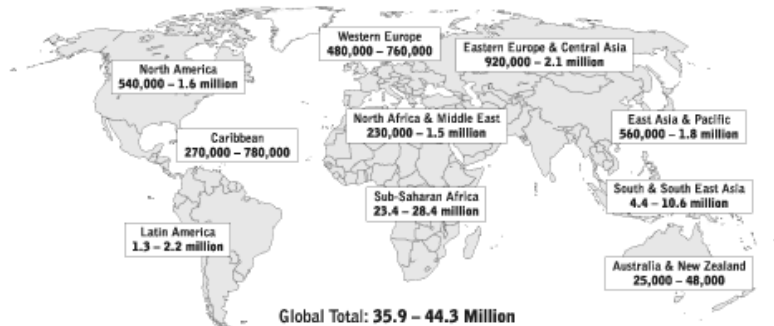 Western Europe
480,000 – 760,000
Eastern Europe & Central Asia
920,000 – 2.1 million
North America
540,000 – 1.6 million
North Africa & Middle East
230,000 – 1.5 million
East Asia & Pacific
560,000 – 1.8 million
Caribbean
270,000 – 780,000
Sub-Saharan Africa
23.4 – 28.4 million
South & South East Asia
4.4 – 10.6 million
Latin America
1.3 – 2.2 million
Australia & New Zealand
25,000 – 48,000
Global Total: 35.9 – 44.3 Million